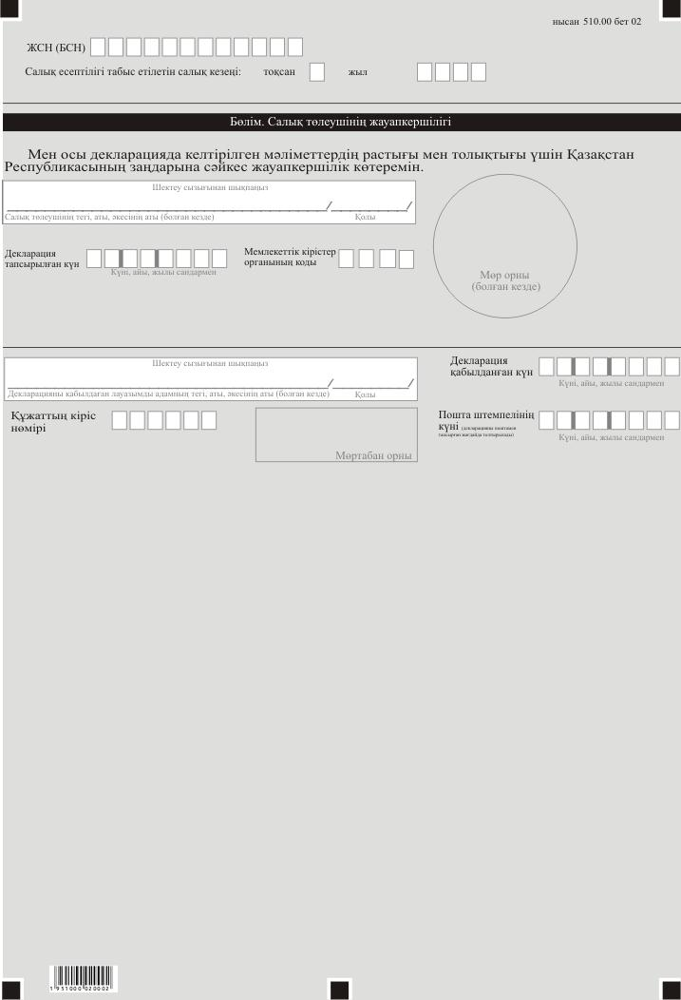 нысан 510.00 бет 02
ЖСН (БСН)
Салық есептілігі табыс етілетін салық кезеңі: тоқсан жыл
Бөлім. Салық төлеушінің жауапкершілігі
Мен осы декларацияда келтірілген мәліметтердің растығы мен толықтығы үшін Қазақстан
Республикасының заңдарына сәйкес жауапкершілік көтеремін.
Шектеу сызығынан шықпаңыз
/ /
Салық төлеушінің тегі, аты, әкесінің аты (болған кезде) Қолы
Декларация
тапсырылған күн
Күні, айы, жылы сандармен
Мемлекеттік кірістер
органының коды
Мөр орны
(болған кезде)
Шектеу сызығынан шықпаңыз
/ /
Декларацияны қабылдаған лауазымды адамның тегі, аты, әкесінің аты (болған кезде) Қолы
Декларация
қабылданған күн
Күні, айы, жылы сандармен
Құжаттың кіріс
нөмірі
Мөртабан орны
Пошта штемпелінің
күні (декларацияны поштамен
тапсырған жағдайда толтырылады)
Күні, айы, жылы сандармен
1 951000 020002